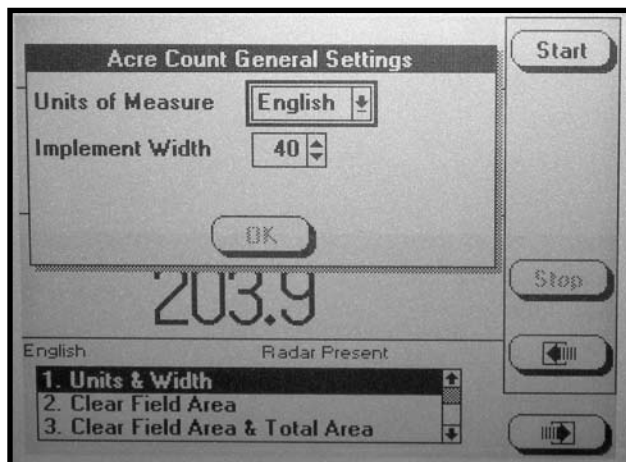 Acre Count General Settings
Units of Measure English
Implement Width 40
OK
203.9
English Radar Present
1. Units & Width
2. Clear Field Area
3. Clear Field Area & Total Area
Start
Stop